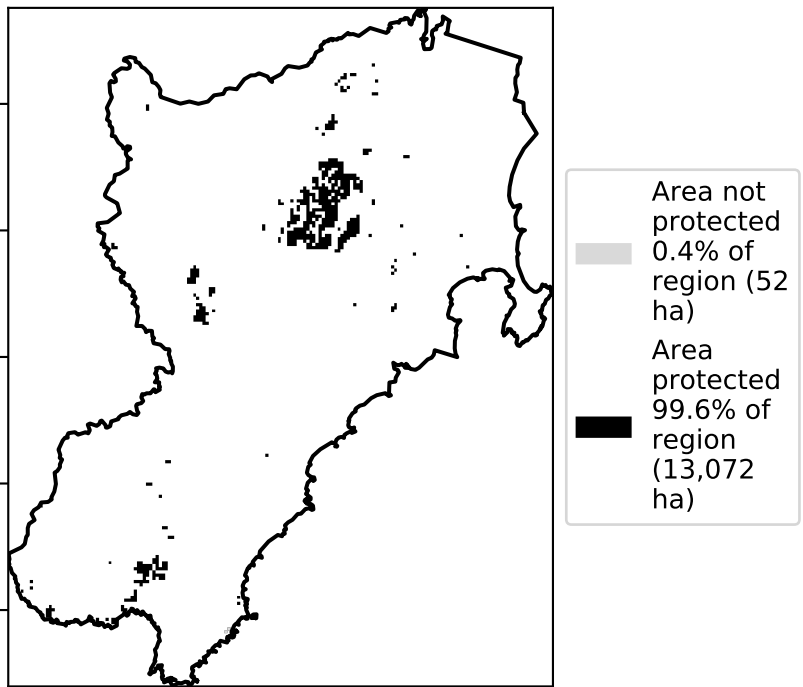 Area not
protected
0.4% of
region (52
ha)
Area
protected
99.6% of
region
(13,072
ha)